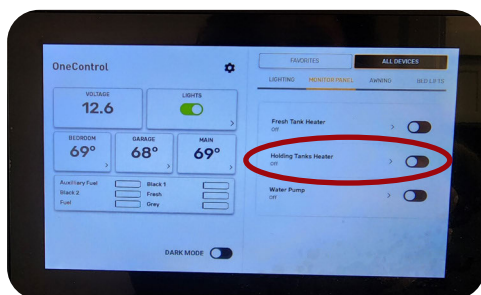 OneControl
VOLTAGE
12.6
LIGHTS
BEDROOM
69°
GARAGE
68°
MAIN
69°
Auxiliary Fuel
Black 1
Black 2
Fresh
Fuel
Grey
DARK MODE
FAVORITES
ALL DEVICES
LIGHTING
MONITOR PANEL
AWNING
Fresh Tank Heater
Off
Holding Tanks Heater
Off
Water Pump
Off